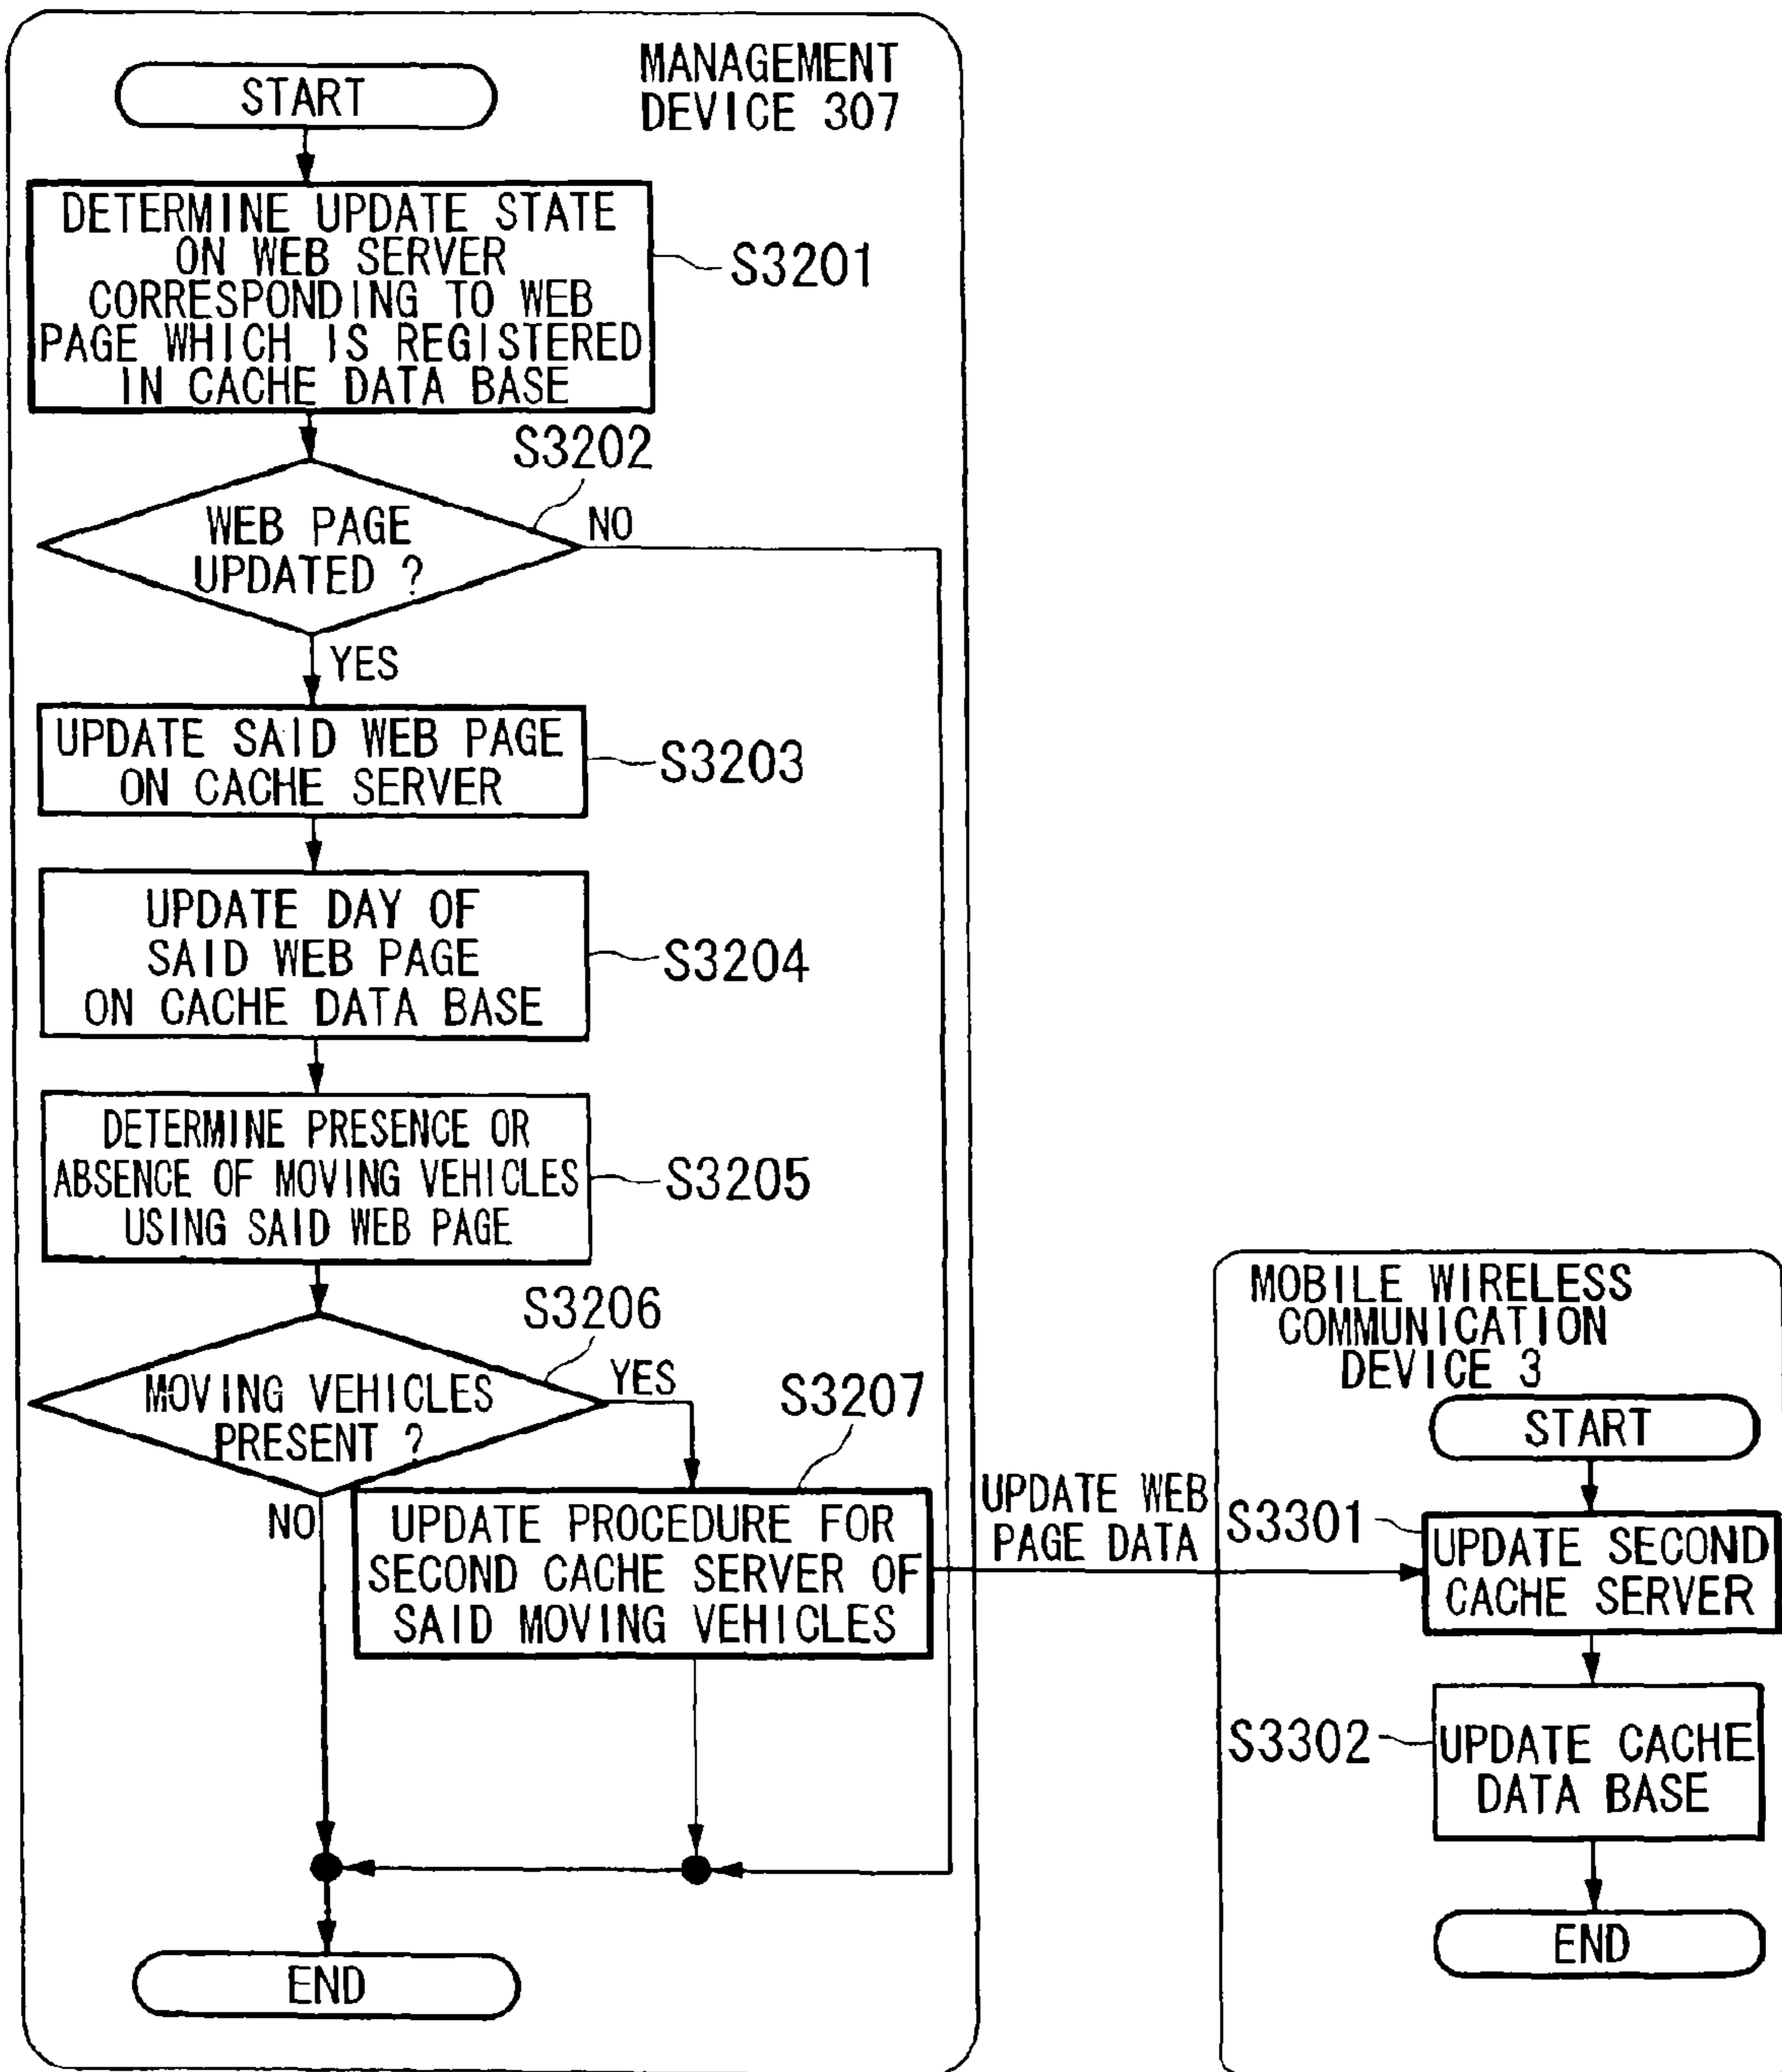 MANAGEMENT
DEVICE 307
START
DETERMINE UPDATE STATE
ON WEB SERVER
CORRESPONDING TO WEB
PAGE WHICH IS REGISTERED
IN CACHE DATA BASE
S3201
S3202
WEB PAGE
UPDATED ?
NO
YES
UPDATE SAID WEB PAGE
ON CACHE SERVER
S3203
UPDATE DAY OF
SAID WEB PAGE
ON CACHE DATA BASE
S3204
DETERMINE PRESENCE OR
ABSENCE OF MOVING VEHICLES
USING SAID WEB PAGE
S3205
S3206
MOVING VEHICLES
PRESENT ?
YES
NO
S3207
UPDATE PROCEDURE FOR
SECOND CACHE SERVER OF
SAID MOVING VEHICLES
END
UPDATE WEB
PAGE DATA
MOBILE WIRELESS
COMMUNICATION
DEVICE 3
START
S3301
UPDATE SECOND
CACHE SERVER
S3302
UPDATE CACHE
DATA BASE
END